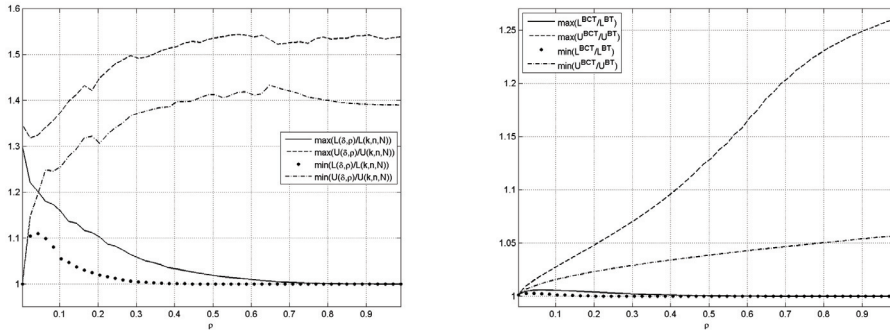 1.6
1.5
1.4
1.3
1.2
1.1
1
max(L(δ,ρ)/L(k,n,N))
max(U(δ,ρ)/U(k,n,N))
min(L(δ,ρ)/L(k,n,N))
min(U(δ,ρ)/U(k,n,N))
0.1 0.2 0.3 0.4 0.5 0.6 0.7 0.8 0.9
ρ
max(L^BCT/L^BT)
max(U^BCT/U^BT)
min(L^BCT/L^BT)
min(U^BCT/U^BT)
1.25
1.2
1.15
1.1
1.05
1
0.1 0.2 0.3 0.4 0.5 0.6 0.7 0.8 0.9
ρ